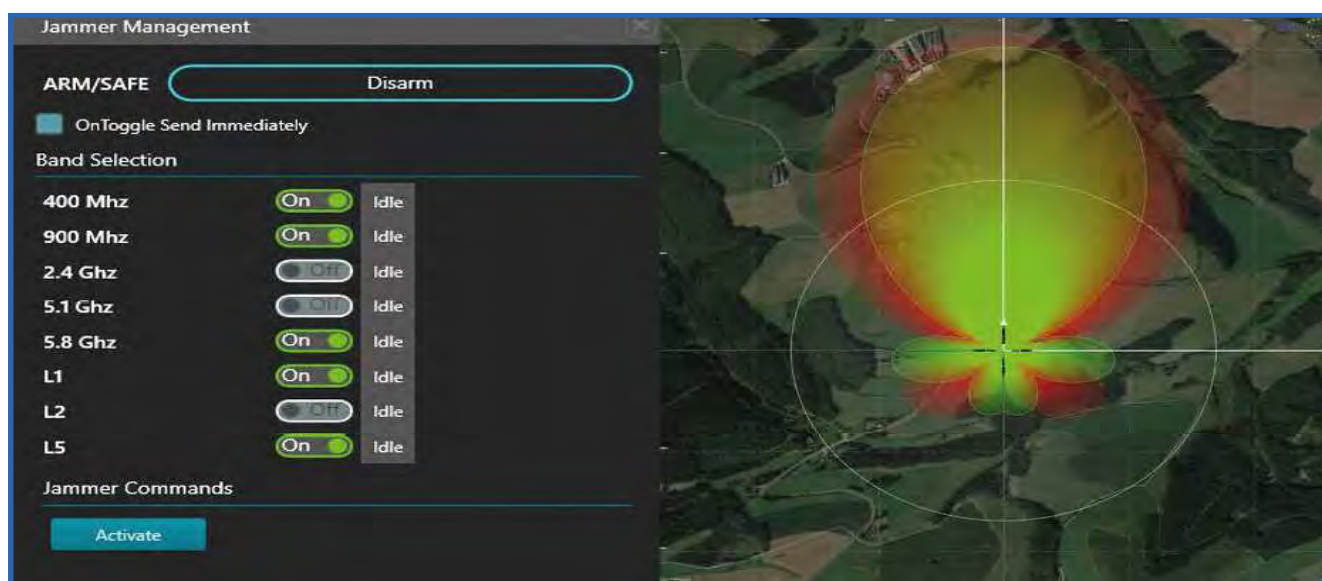 Jammer Management
ARM/SAFE Disarm
OnToggle Send Immediately
Band Selection
400 Mhz On Idle
900 Mhz On Idle
2.4 Ghz Off Idle
5.1 Ghz Off Idle
5.8 Ghz On Idle
L1 On Idle
L2 Off Idle
L5 On Idle
Jammer Commands
Activate